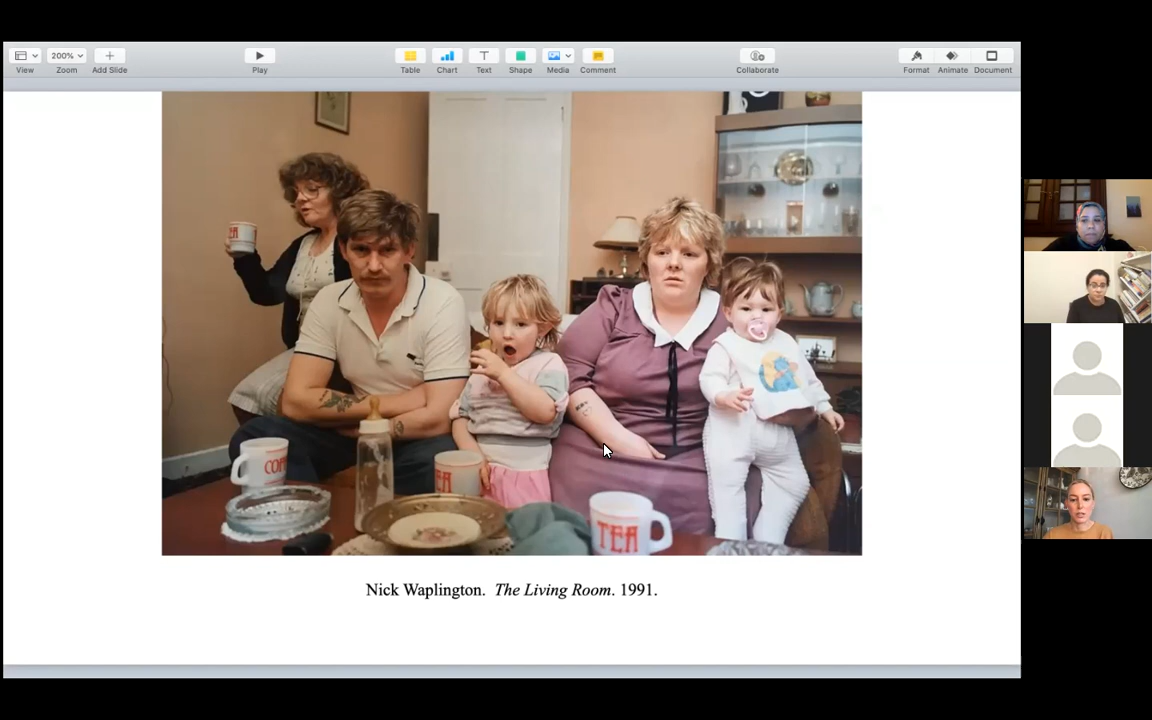 200%
View
Zoom
Add Slide
Play
Table
Chart
Text
Shape
Media
Comment
Collaborate
Format
Animate
Document
TEA
Nick Waplington. The Living Room. 1991.